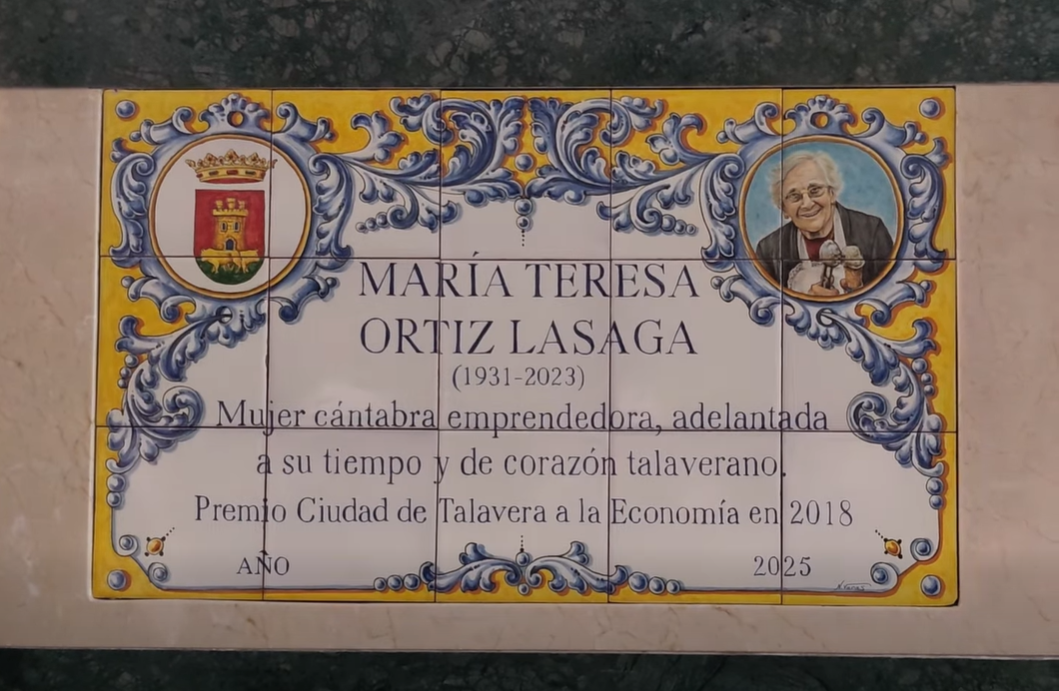 MARÍA TERESA
ORTIZ LASAGA
(1931-2023)
Mujer cántabra emprendedora, adelantada
a su tiempo y de corazón talaverano.
Premio Ciudad de Talavera a la Economía en 2018
AÑO 2025